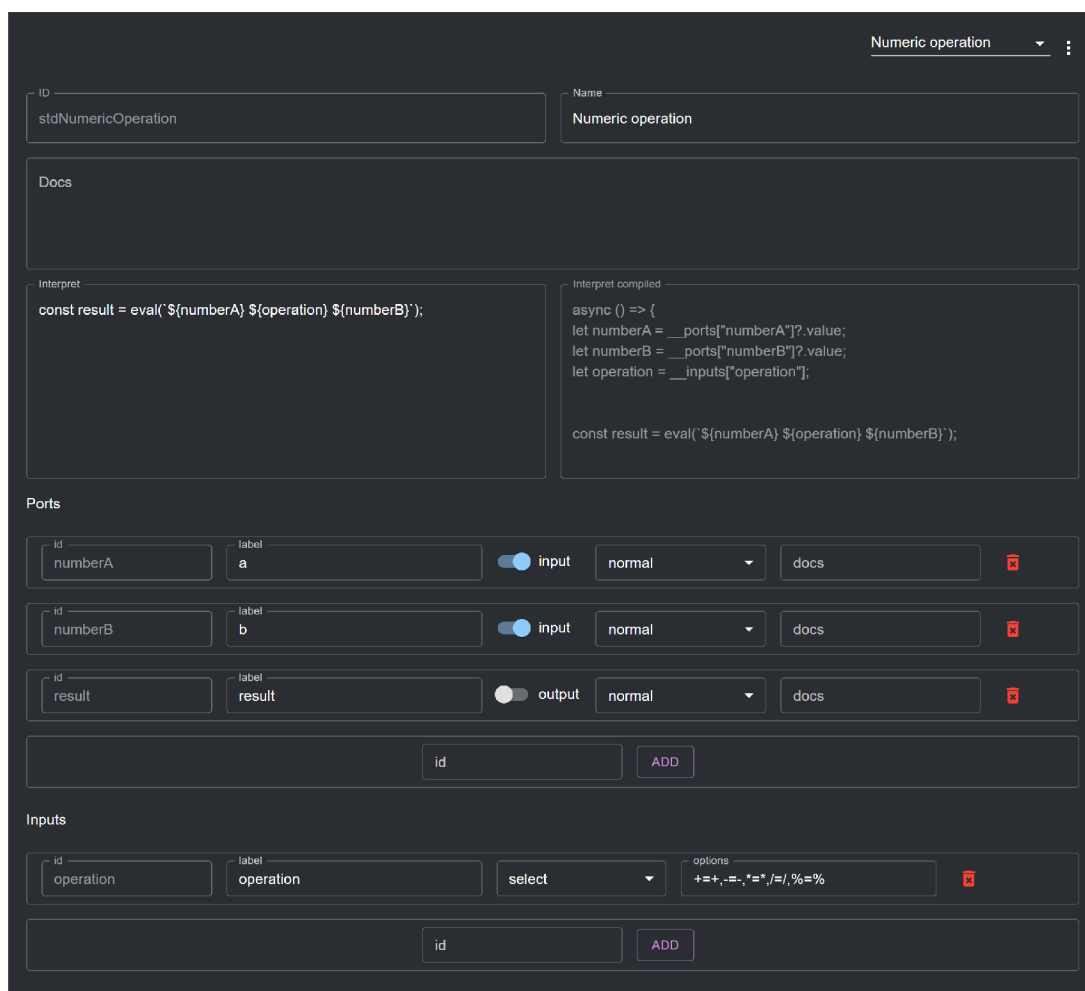 Numeric operation
ID
stdNumericOperation
Name
Numeric operation
Docs
Interpret
const result = eval(`${numberA} ${operation} ${numberB}`);
Interpret compiled
async () => {
let numberA = __ports["numberA"]?.value;
let numberB = __ports["numberB"]?.value;
let operation = __inputs["operation"];
const result = eval(`${numberA} ${operation} ${numberB}`);
Ports
id
numberA
label
a
input
normal
docs
id
numberB
label
b
input
normal
docs
id
result
label
result
output
normal
docs
id
ADD
Inputs
id
operation
label
operation
select
options
+=+,-=-,*=*,/=/,%=%
id
ADD